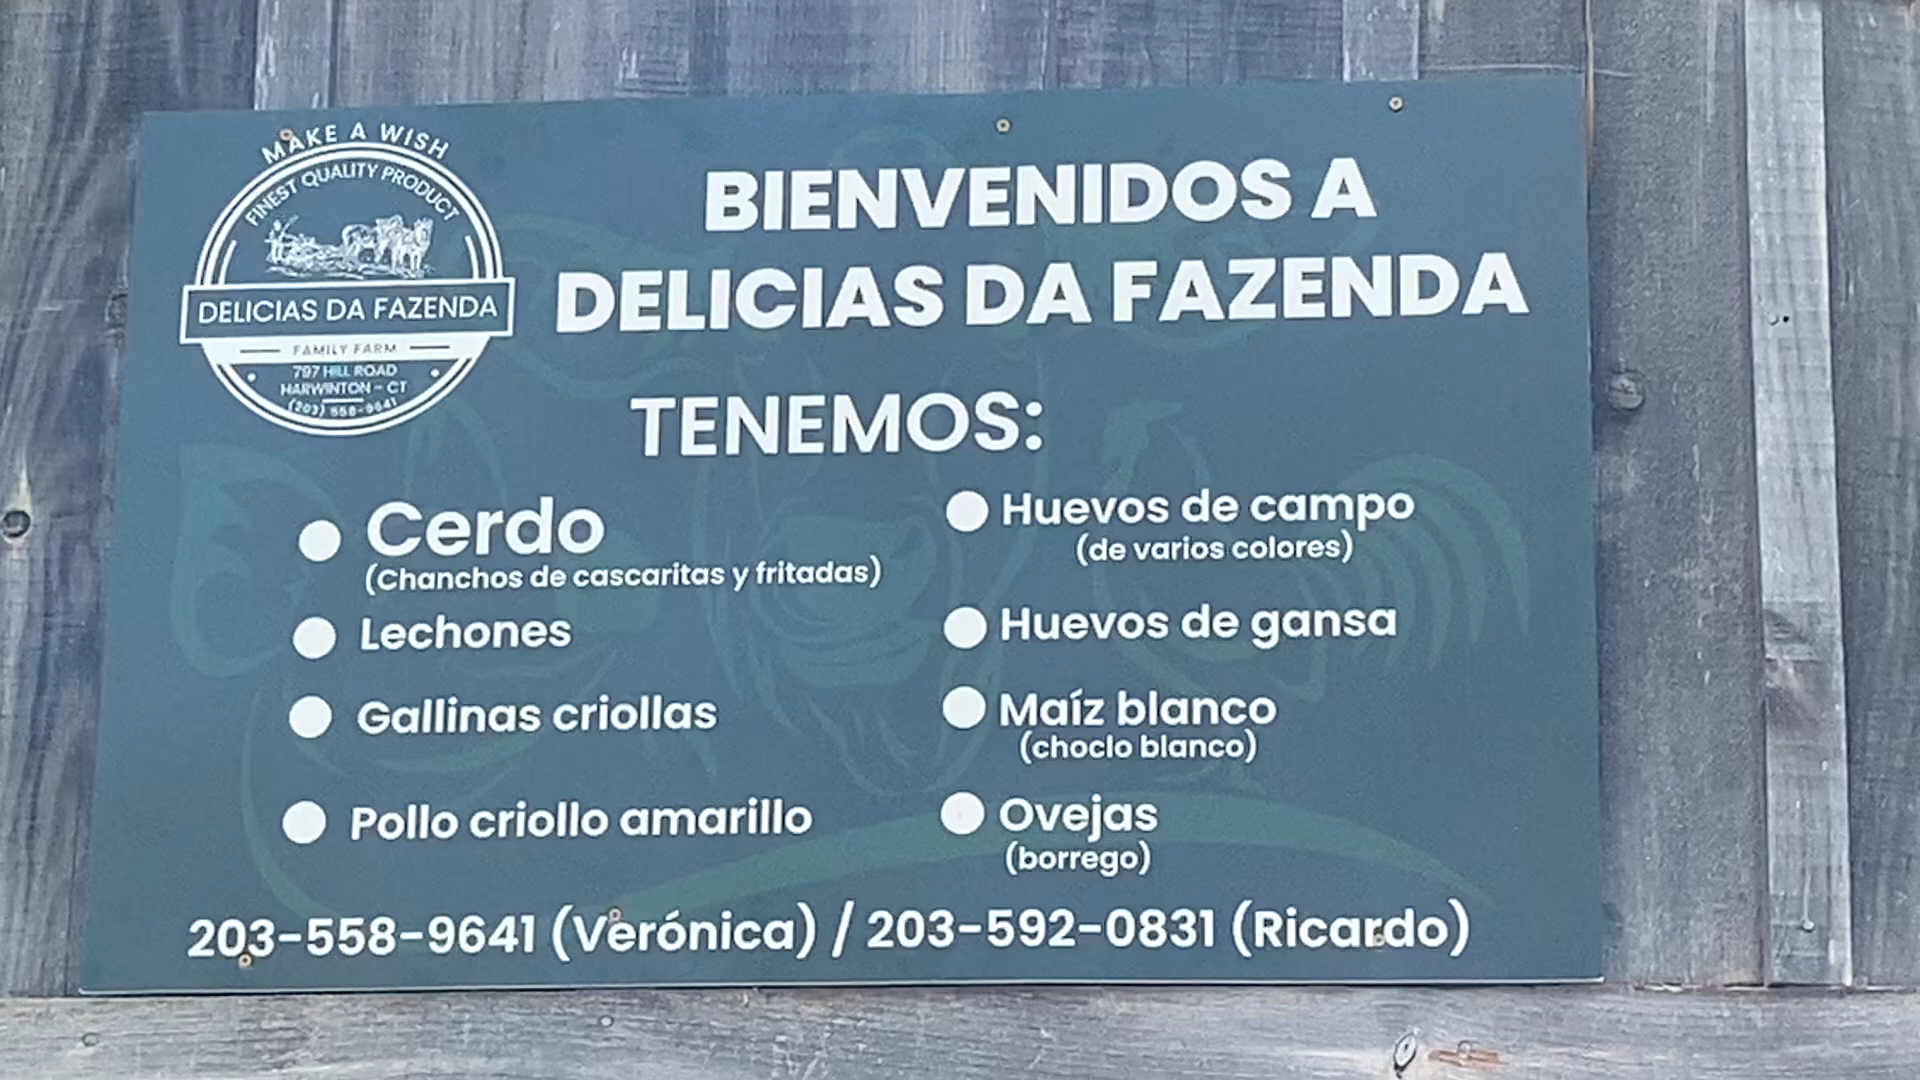 MAKE A WISH
FINEST QUALITY PRODUCT
DELICIAS DA FAZENDA
FAMILY FARM
797 HILL ROAD
HARWINTON - CT
(203) 558-9641
BIENVENIDOS A
DELICIAS DA FAZENDA
TENEMOS:
Cerdo
(Chanchos de cascaritas y fritadas)
Lechones
Gallinas criollas
Pollo criollo amarillo
Huevos de campo
(de varios colores)
Huevos de gansa
Maíz blanco
(choclo blanco)
Ovejas
(borrego)
203-558-9641 (Verónica) / 203-592-0831 (Ricardo)